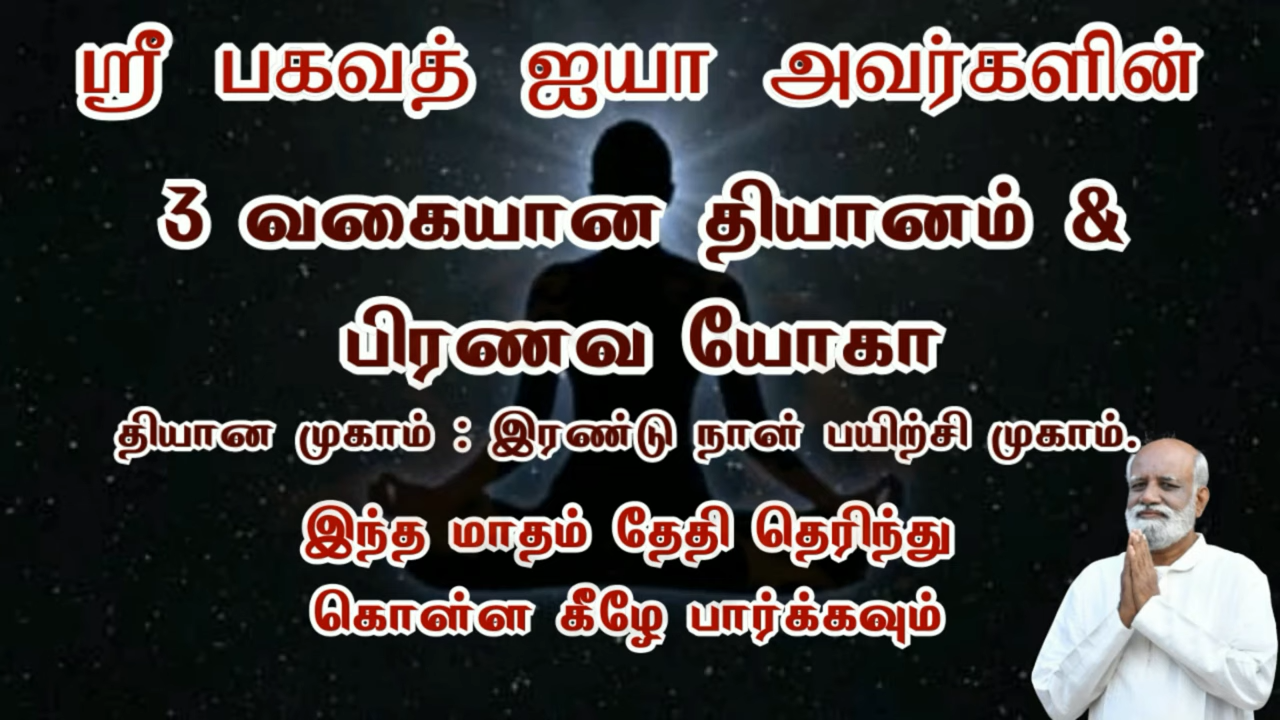 ஸ்ரீ பகவத் ஐயா அவர்களின்
3 வகையான தியானம் &
பிரணவ யோகா
தியான முகாம் : இரண்டு நாள் பயிற்சி முகாம்.
இந்த மாதம் தேதி தெரிந்து
கொள்ள கீழே பார்க்கவும்